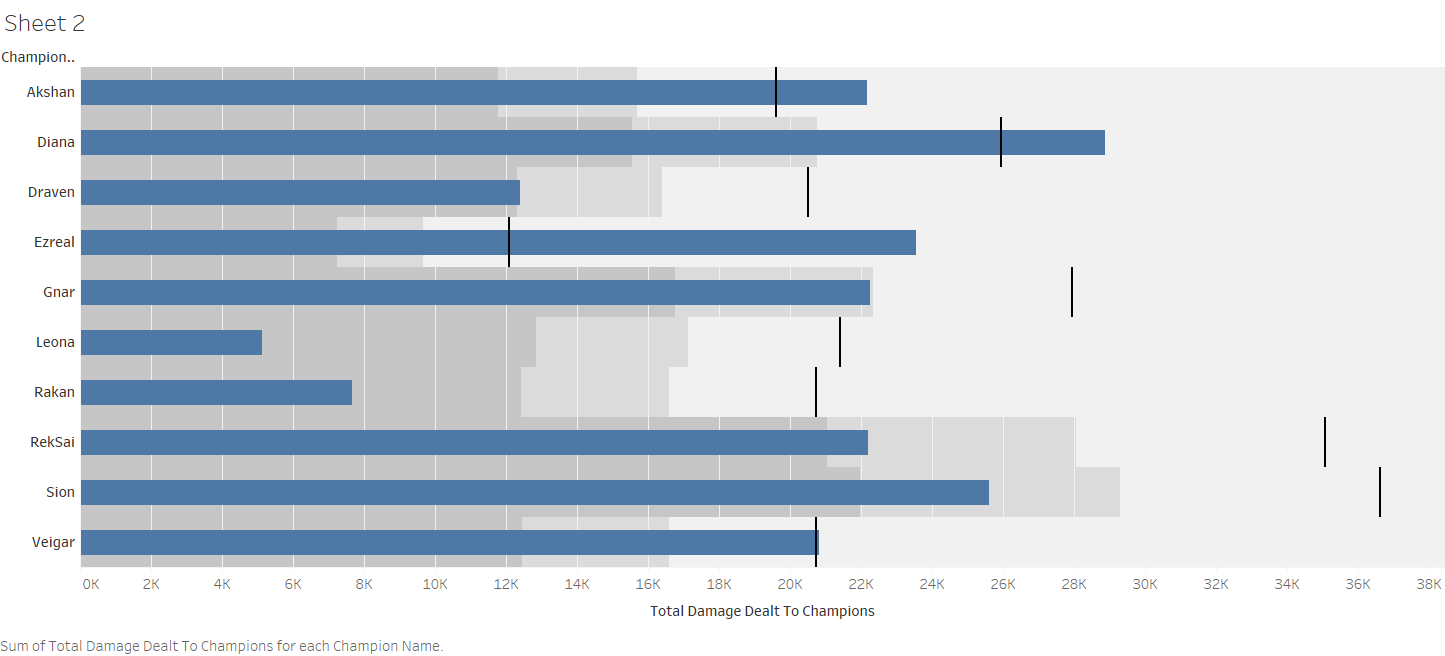 Sheet 2
Champion..
Akshan
Diana
Draven
Ezreal
Gnar
Leona
Rakan
RekSai
Sion
Veigar
0K 2K 4K 6K 8K 10K 12K 14K 16K 18K 20K 22K 24K 26K 28K 30K 32K 34K 36K 38K
Total Damage Dealt To Champions
Sum of Total Damage Dealt To Champions for each Champion Name.